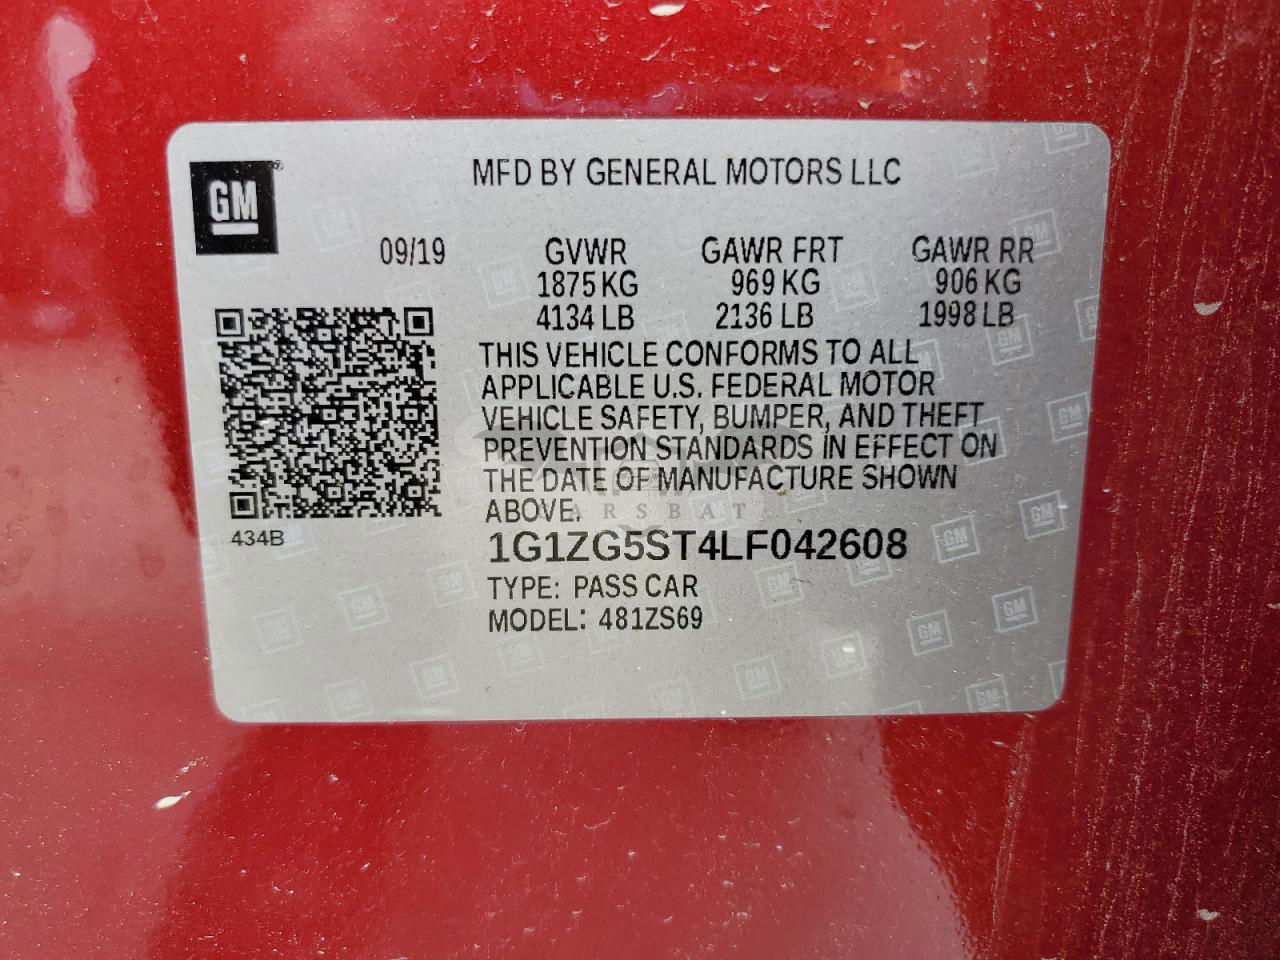 GM
MFD BY GENERAL MOTORS LLC
09/19 GVWR GAWR FRT GAWR RR
1875 KG 969 KG 906 KG
4134 LB 2136 LB 1998 LB
THIS VEHICLE CONFORMS TO ALL
APPLICABLE U.S. FEDERAL MOTOR
VEHICLE SAFETY, BUMPER, AND THEFT
PREVENTION STANDARDS IN EFFECT ON
THE DATE OF MANUFACTURE SHOWN
ABOVE.
434B
1G1ZG5ST4LF042608
TYPE: PASS CAR
MODEL: 481ZS69